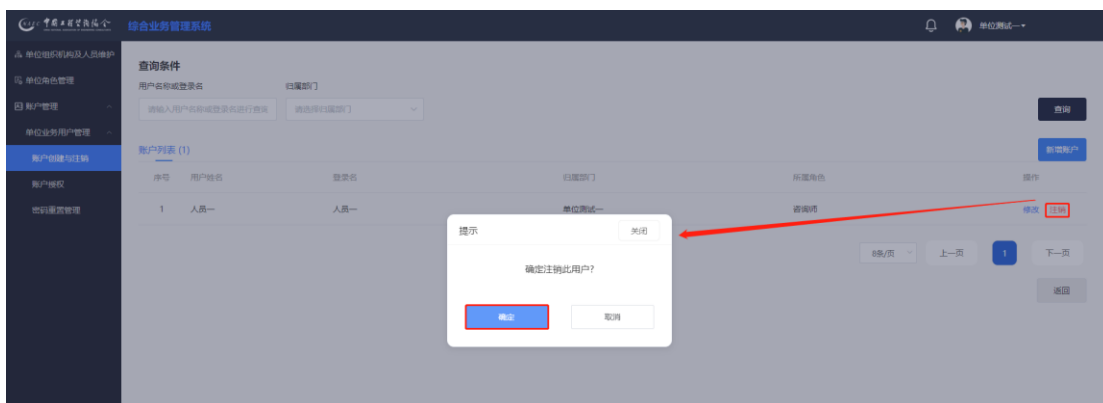 中国工程咨询协会
综合业务管理系统
单位测试一
单位组织机构及人员维护
单位角色管理
账户管理
单位业务用户管理
账户创建与注销
账户授权
密码重置管理
查询条件
用户名称或登录名 归属部门
请输入用户名称或登录名进行查询 请选择归属部门 查询
账户列表 (1) 新增账户
序号 用户姓名 登录名 归属部门 所属角色 操作
1 人员一 人员一 单位测试一 咨询师 修改 注销
提示 关闭
确定注销此用户?
确定 取消
8条/页 上一页 1 下一页
返回